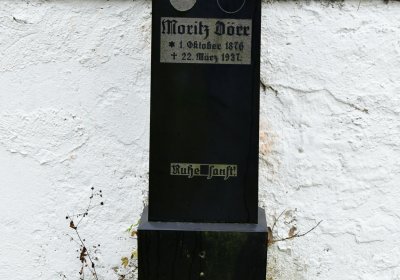 Moritz Dörr
* 1. Oktober 1876
† 22. März 1937.
Ruhe sanft!